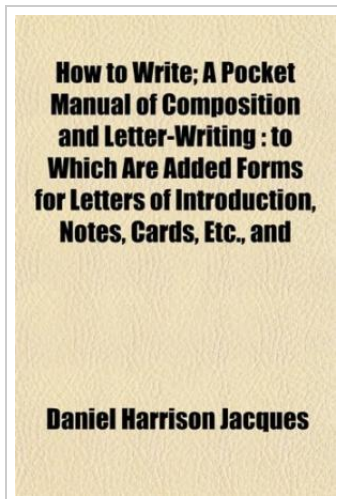 How to Write; A Pocket
Manual of Composition
and Letter-Writing : to
Which Are Added Forms
for Letters of Introduction,
Notes, Cards, Etc., and
Daniel Harrison Jacques